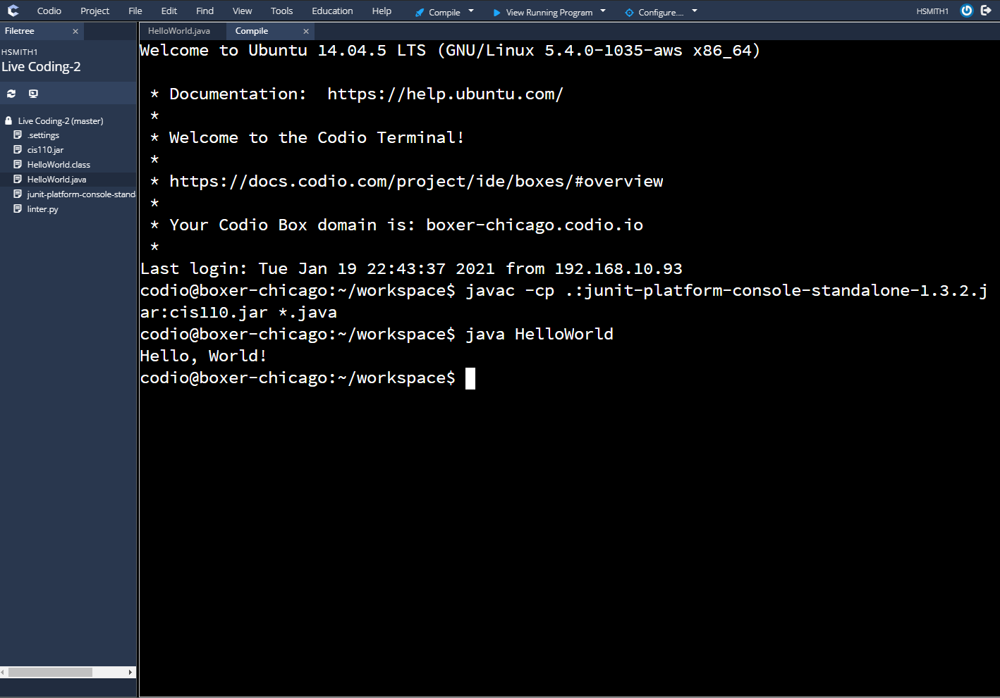 Codio Project File Edit Find View Tools Education Help Compile View Running Program Configure.... HSMITH1
Filetree
HelloWorld.java Compile
HSMITH1
Live Coding-2
Live Coding-2 (master)
.settings
cis110.jar
HelloWorld.class
HelloWorld.java
junit-platform-console-stand
linter.py
Welcome to Ubuntu 14.04.5 LTS (GNU/Linux 5.4.0-1035-aws x86_64)
* Documentation:  https://help.ubuntu.com/
*
* Welcome to the Codio Terminal!
*
* https://docs.codio.com/project/ide/boxes/#overview
*
* Your Codio Box domain is: boxer-chicago.codio.io
*
Last login: Tue Jan 19 22:43:37 2021 from 192.168.10.93
codio@boxer-chicago:~/workspace$ javac -cp .:junit-platform-console-standalone-1.3.2.j
ar:cis110.jar *.java
codio@boxer-chicago:~/workspace$ java HelloWorld
Hello, World!
codio@boxer-chicago:~/workspace$